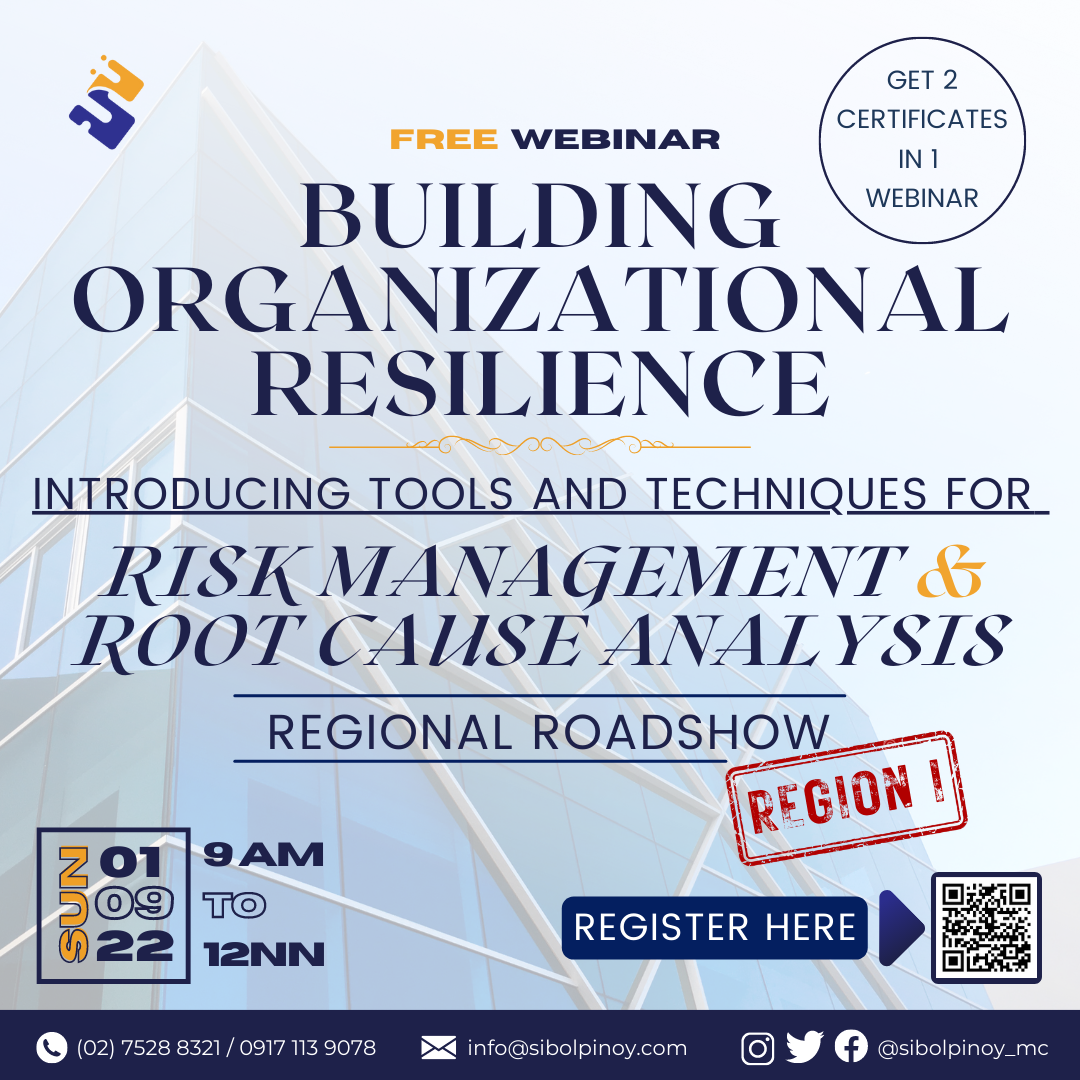 GET 2
CERTIFICATES
IN 1
WEBINAR
FREE WEBINAR
BUILDING
ORGANIZATIONAL
RESILIENCE
INTRODUCING TOOLS AND TECHNIQUES FOR
RISK MANAGEMENT &
ROOT CAUSE ANALYSIS
REGIONAL ROADSHOW
REGION I
SUN
01
09
22
9 AM
TO
12NN
REGISTER HERE
(02) 7528 8321 / 0917 113 9078
info@sibolpinoy.com
@sibolpinoy_mc